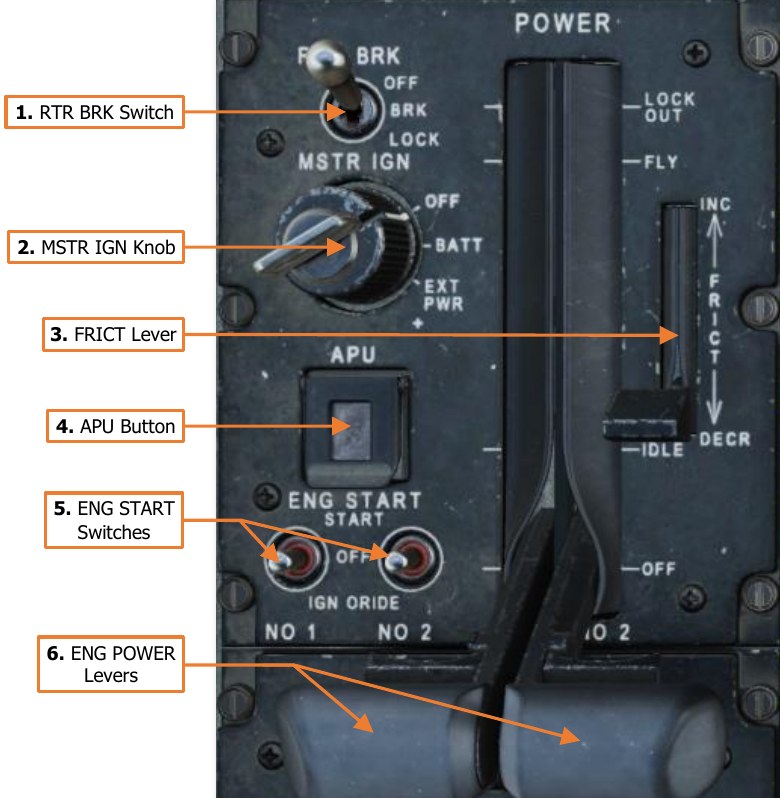 POWER
BRK
OFF
BRK
LOCK
1. RTR BRK Switch
MSTR IGN
OFF
BATT
EXT
PWR
2. MSTR IGN Knob
LOCK
OUT
FLY
IDLE
OFF
INC
FRICT
DECR
3. FRICT Lever
APU
4. APU Button
ENG START
START
OFF
IGN ORIDE
NO 1
NO 2
5. ENG START
Switches
NO 2
6. ENG POWER
Levers